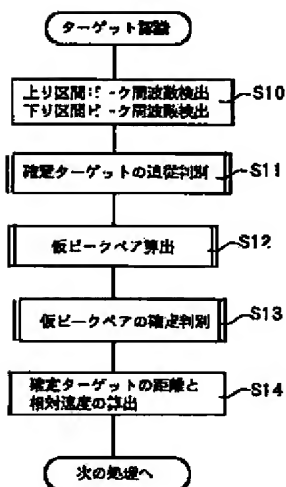 ターゲット認識
上り区間ピーク周波数検出
下り区間ピーク周波数検出
S10
確定ターゲットの追従判別
S11
仮ピークペア算出
S12
仮ピークペアの確定判別
S13
確定ターゲットの距離と
相対速度の算出
S14
次の処理へ